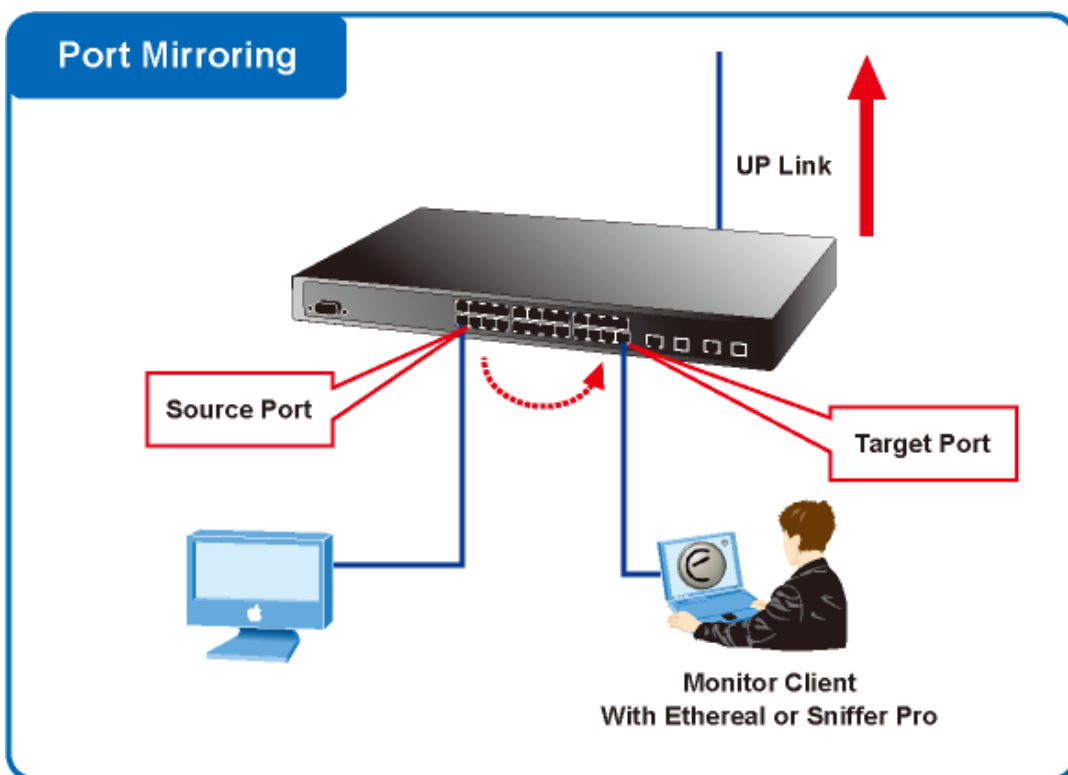 Port Mirroring
UP Link
Source Port
Target Port
Monitor Client
With Ethereal or Sniffer Pro